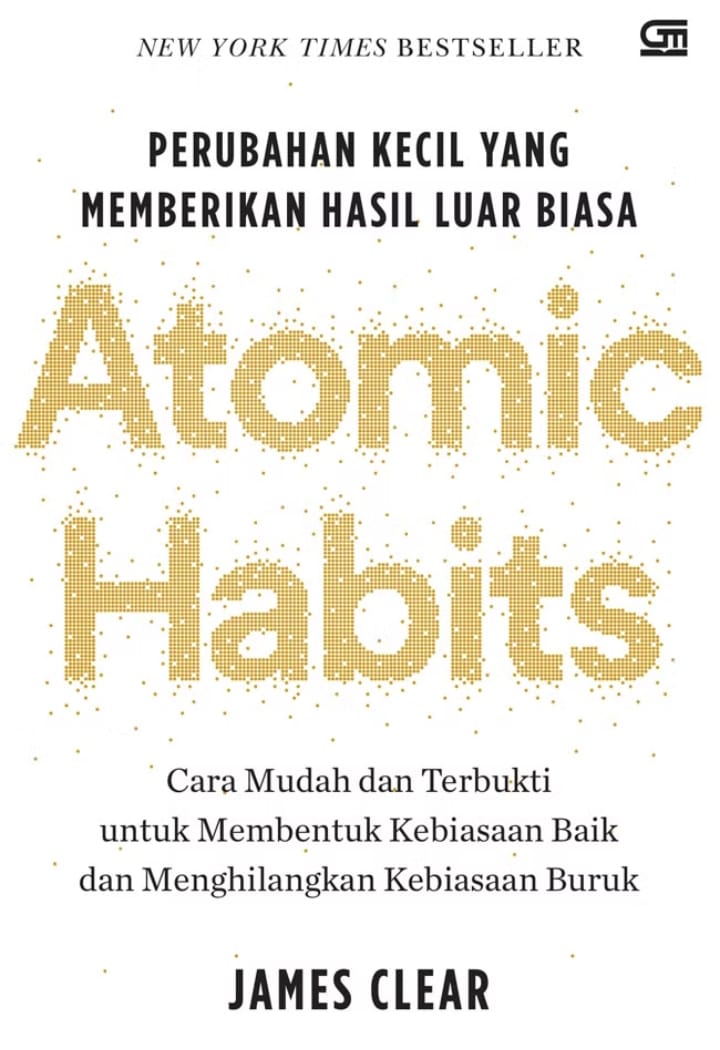 NEW YORK TIMES BESTSELLER
GM
PERUBAHAN KECIL YANG
MEMBERIKAN HASIL LUAR BIASA
Atomic
Habits
Cara Mudah dan Terbukti
untuk Membentuk Kebiasaan Baik
dan Menghilangkan Kebiasaan Buruk
JAMES CLEAR